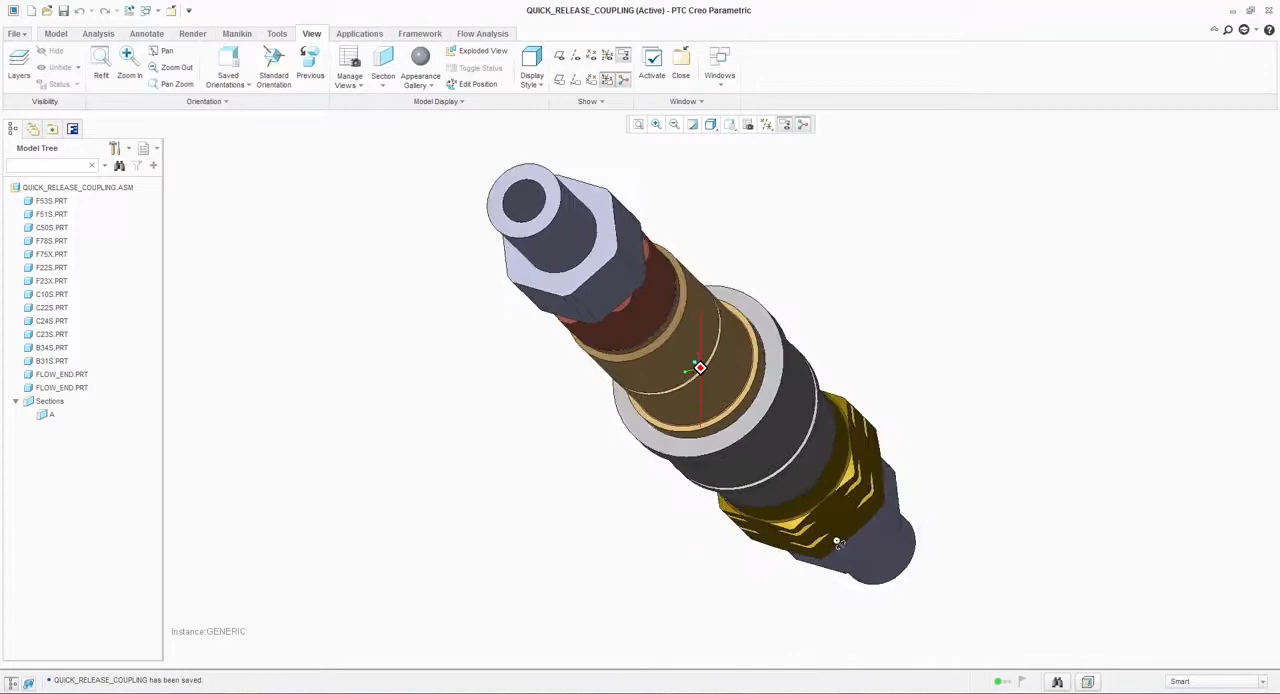 QUICK_RELEASE_COUPLING (Active) - PTC Creo Parametric
File Model Analysis Annotate Render Manikin Tools View Applications Framework Flow Analysis
Hide Pan Exploded View
Unhide Zoom Out Toggle Status
Status Pan Zoom Edit Position
Layers Refit Zoom In Saved Orientations Standard Orientation Previous Manage Views Section Appearance Gallery Display Style Activate Close Windows
Visibility Orientation Model Display Show Window
Model Tree
QUICK_RELEASE_COUPLING.ASM
F53S.PRT
F51S.PRT
C50S.PRT
F78S.PRT
F75X.PRT
F22S.PRT
F23X.PRT
C10S.PRT
C22S.PRT
C24S.PRT
C23S.PRT
B34S.PRT
B31S.PRT
FLOW_END.PRT
FLOW_END.PRT
Sections
A
Instance:GENERIC
QUICK_RELEASE_COUPLING has been saved.
Smart